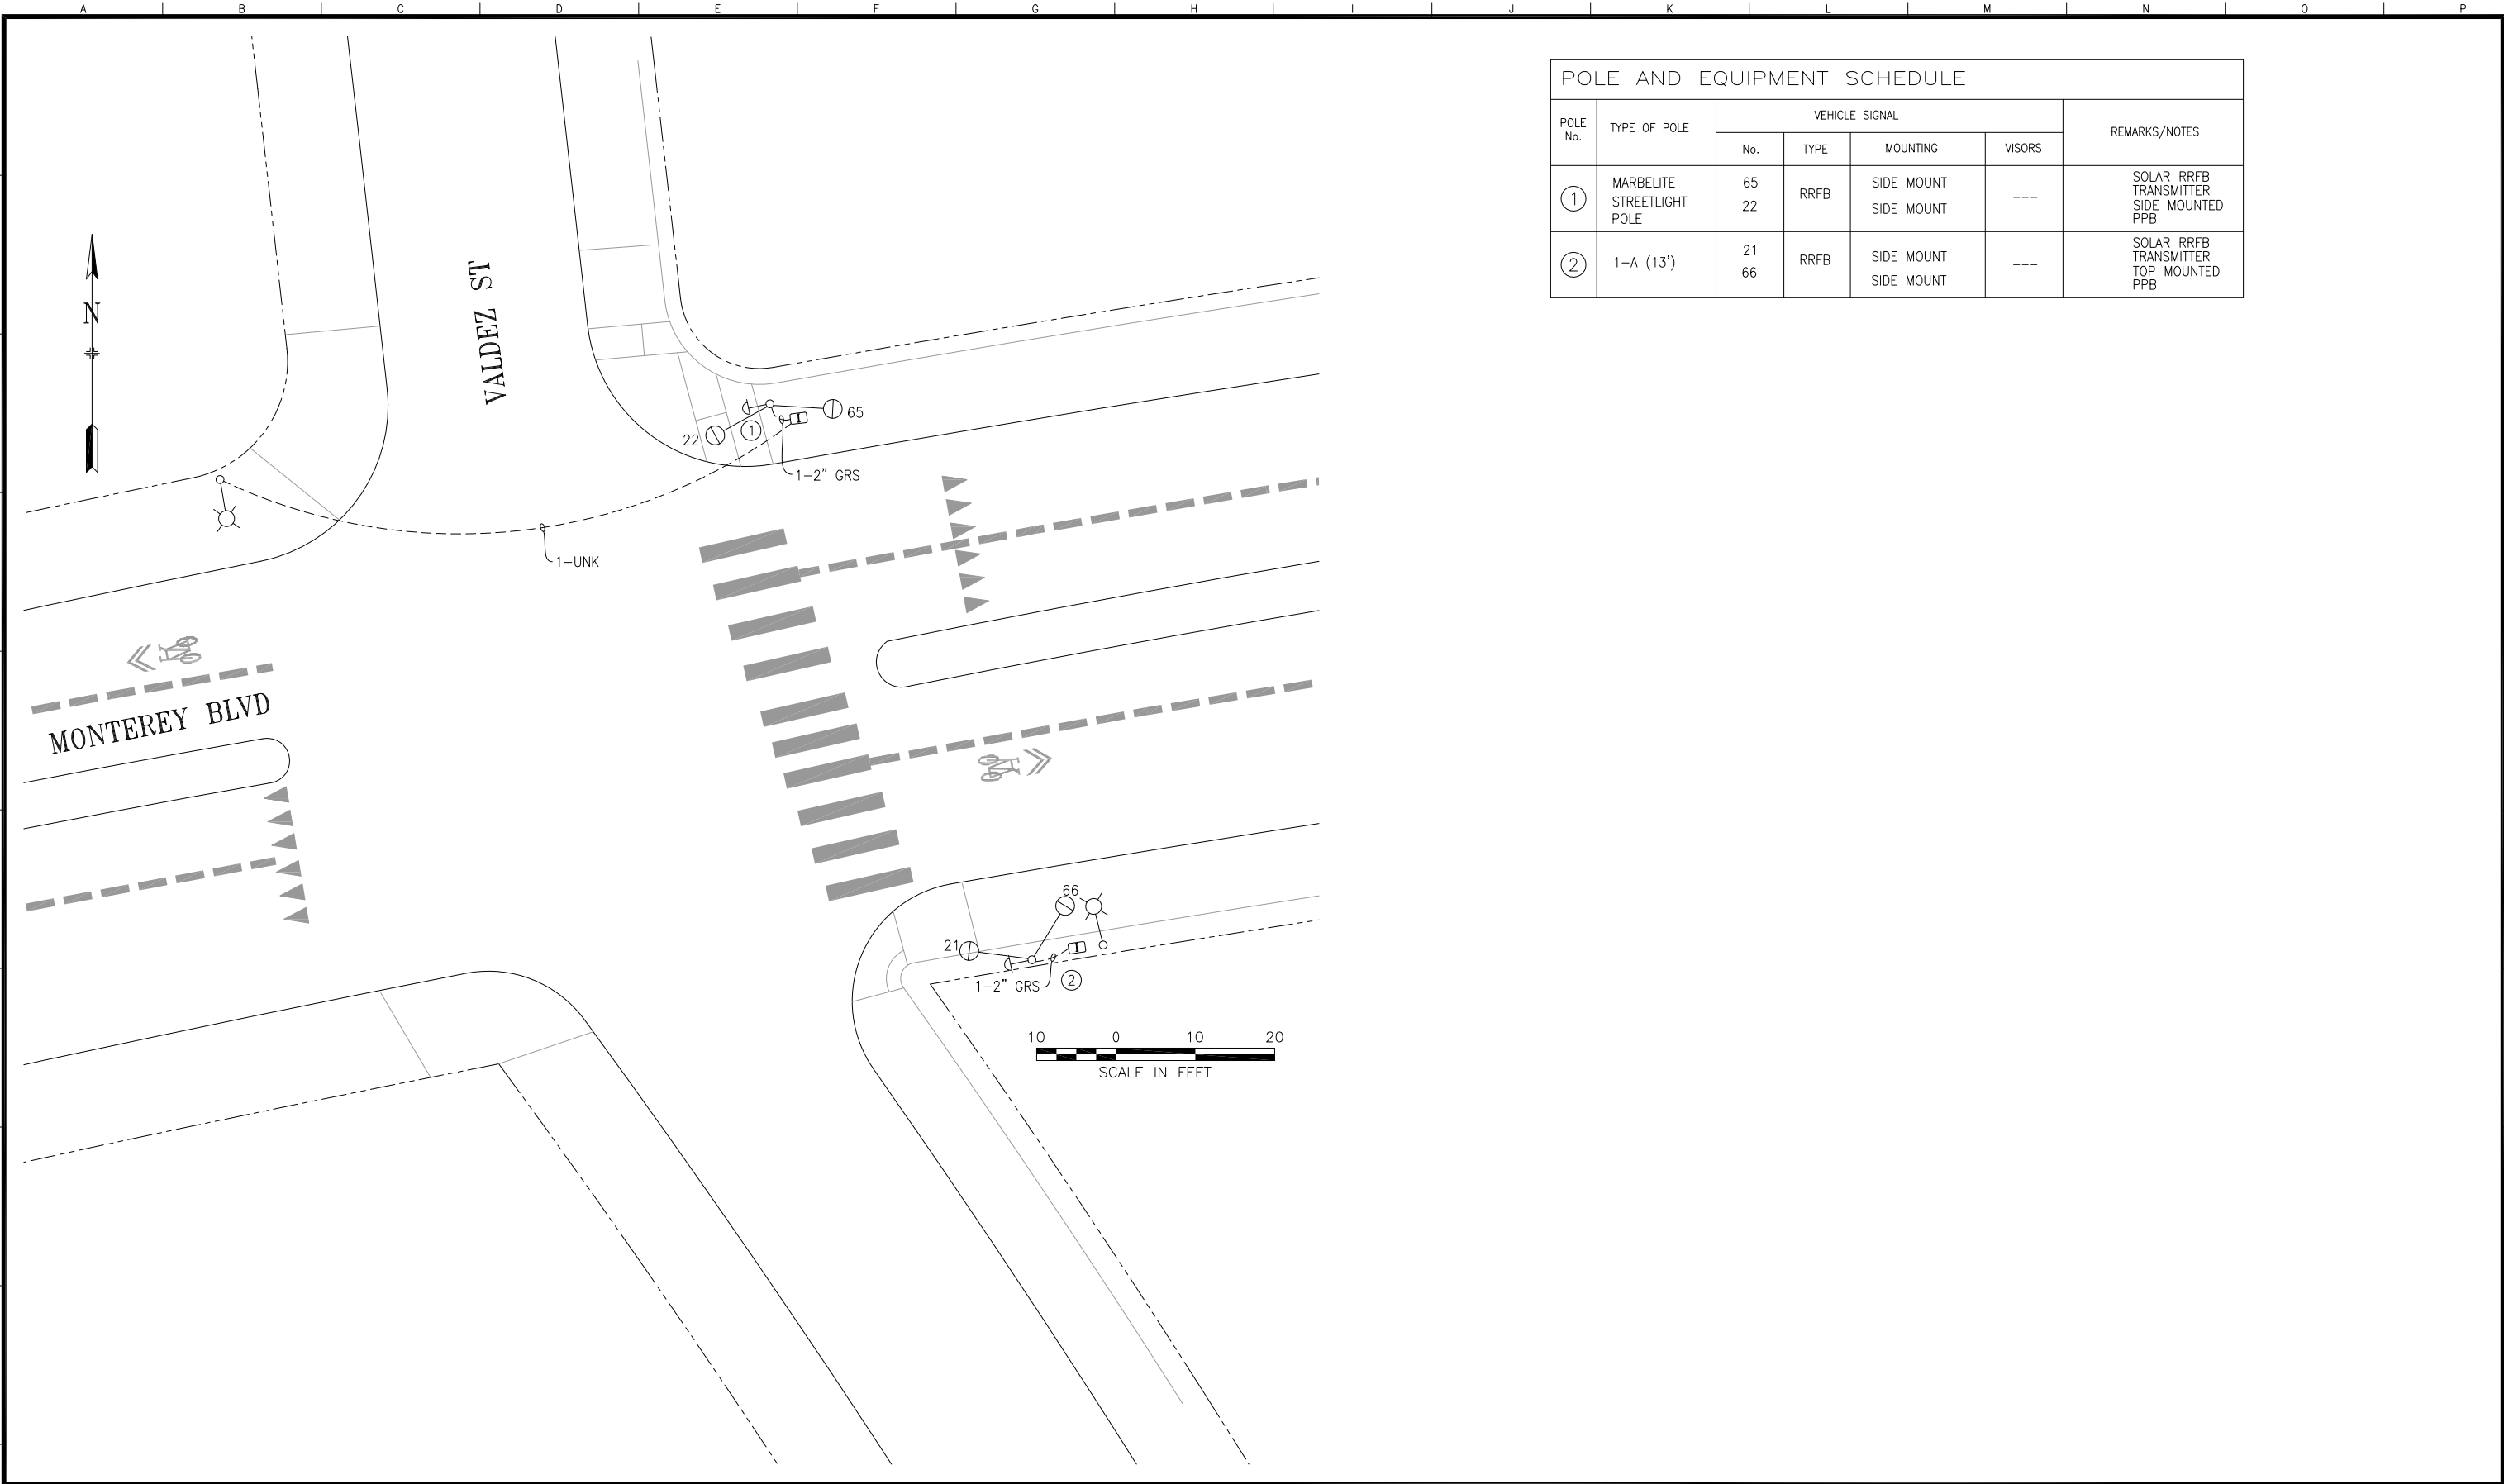 A B C D E F G H I J K L M N O P
POLE AND EQUIPMENT SCHEDULE
POLE No.
TYPE OF POLE
VEHICLE SIGNAL
REMARKS/NOTES
No.
TYPE
MOUNTING
VISORS
1
MARBELITE
STREETLIGHT
POLE
65
22
RRFB
SIDE MOUNT
SIDE MOUNT
---
SOLAR RRFB
TRANSMITTER
SIDE MOUNTED
PPB
2
1-A (13')
21
66
RRFB
SIDE MOUNT
SIDE MOUNT
---
SOLAR RRFB
TRANSMITTER
TOP MOUNTED
PPB
N
VALDEZ ST
65
22
1
1-2" GRS
1-UNK
MONTEREY BLVD
66
21
1-2" GRS
2
10 0 10 20
SCALE IN FEET